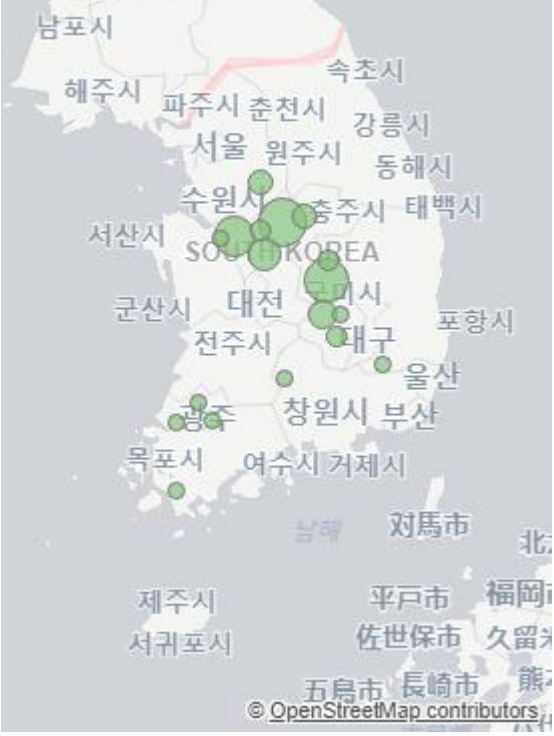 남포시
속초시
해주시
파주시 춘천시
강릉시
서울 원주시
동해시
수원시
충주시 태백시
서산시
SOUTH KOREA
구미시
군산시 대전
포항시
전주시 대구
울산
창원시 부산
광주
목포시 여수시 거제시
남해 対馬市
제주시 平戸市 福岡市
서귀포시 佐世保市 久留米
五島市 長崎市
© OpenStreetMap contributors